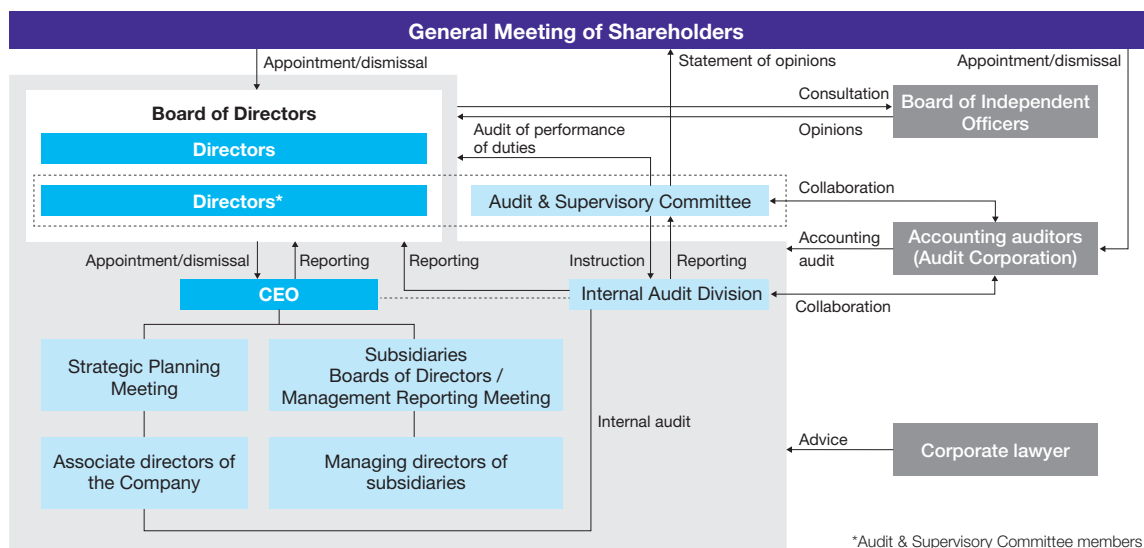 General Meeting of Shareholders
Appointment/dismissal
Statement of opinions
Appointment/dismissal
Board of Directors
Consultation
Board of Independent
Officers
Opinions
Audit of performance
of duties
Directors
Directors*
Audit & Supervisory Committee
Collaboration
Accounting auditors
(Audit Corporation)
Accounting
audit
Appointment/dismissal
Reporting
Reporting
Instruction
Reporting
CEO
Internal Audit Division
Collaboration
Strategic Planning
Meeting
Subsidiaries
Boards of Directors /
Management Reporting Meeting
Internal audit
Associate directors of
the Company
Managing directors of
subsidiaries
Advice
Corporate lawyer
*Audit & Supervisory Committee members